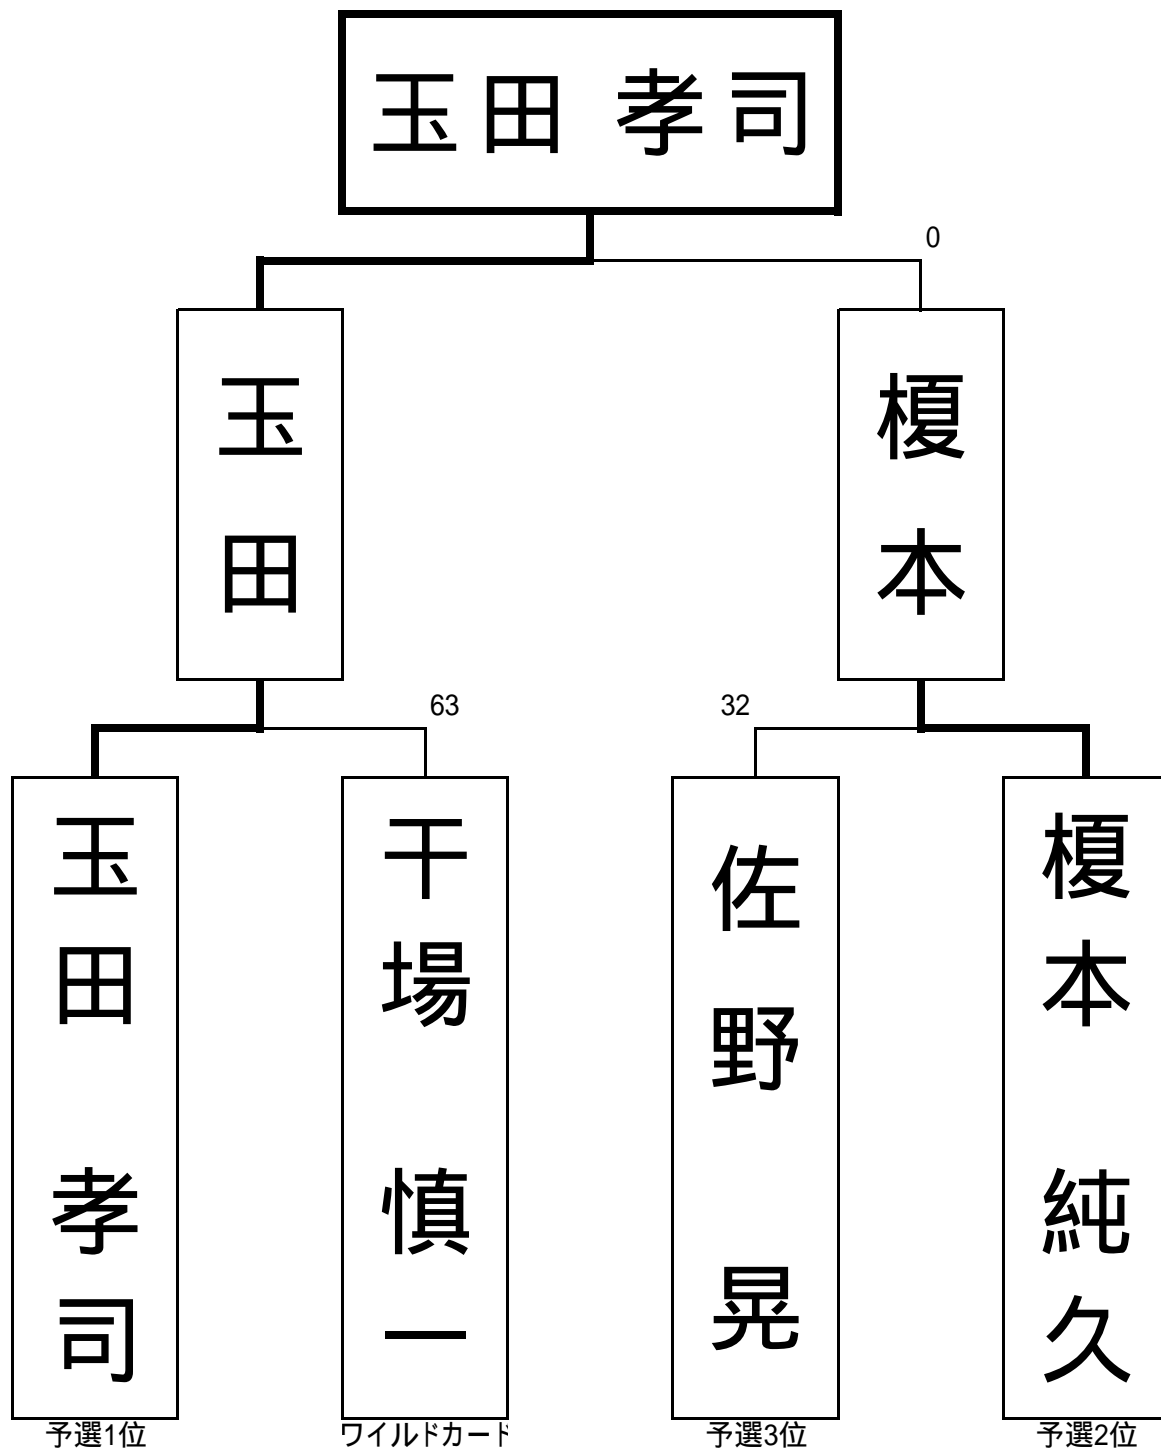 玉田 孝司
0
玉田
榎本
63
32
玉田 孝司
干場 慎一
佐野 晃
榎本 純久
予選1位
ワイルドカード
予選3位
予選2位